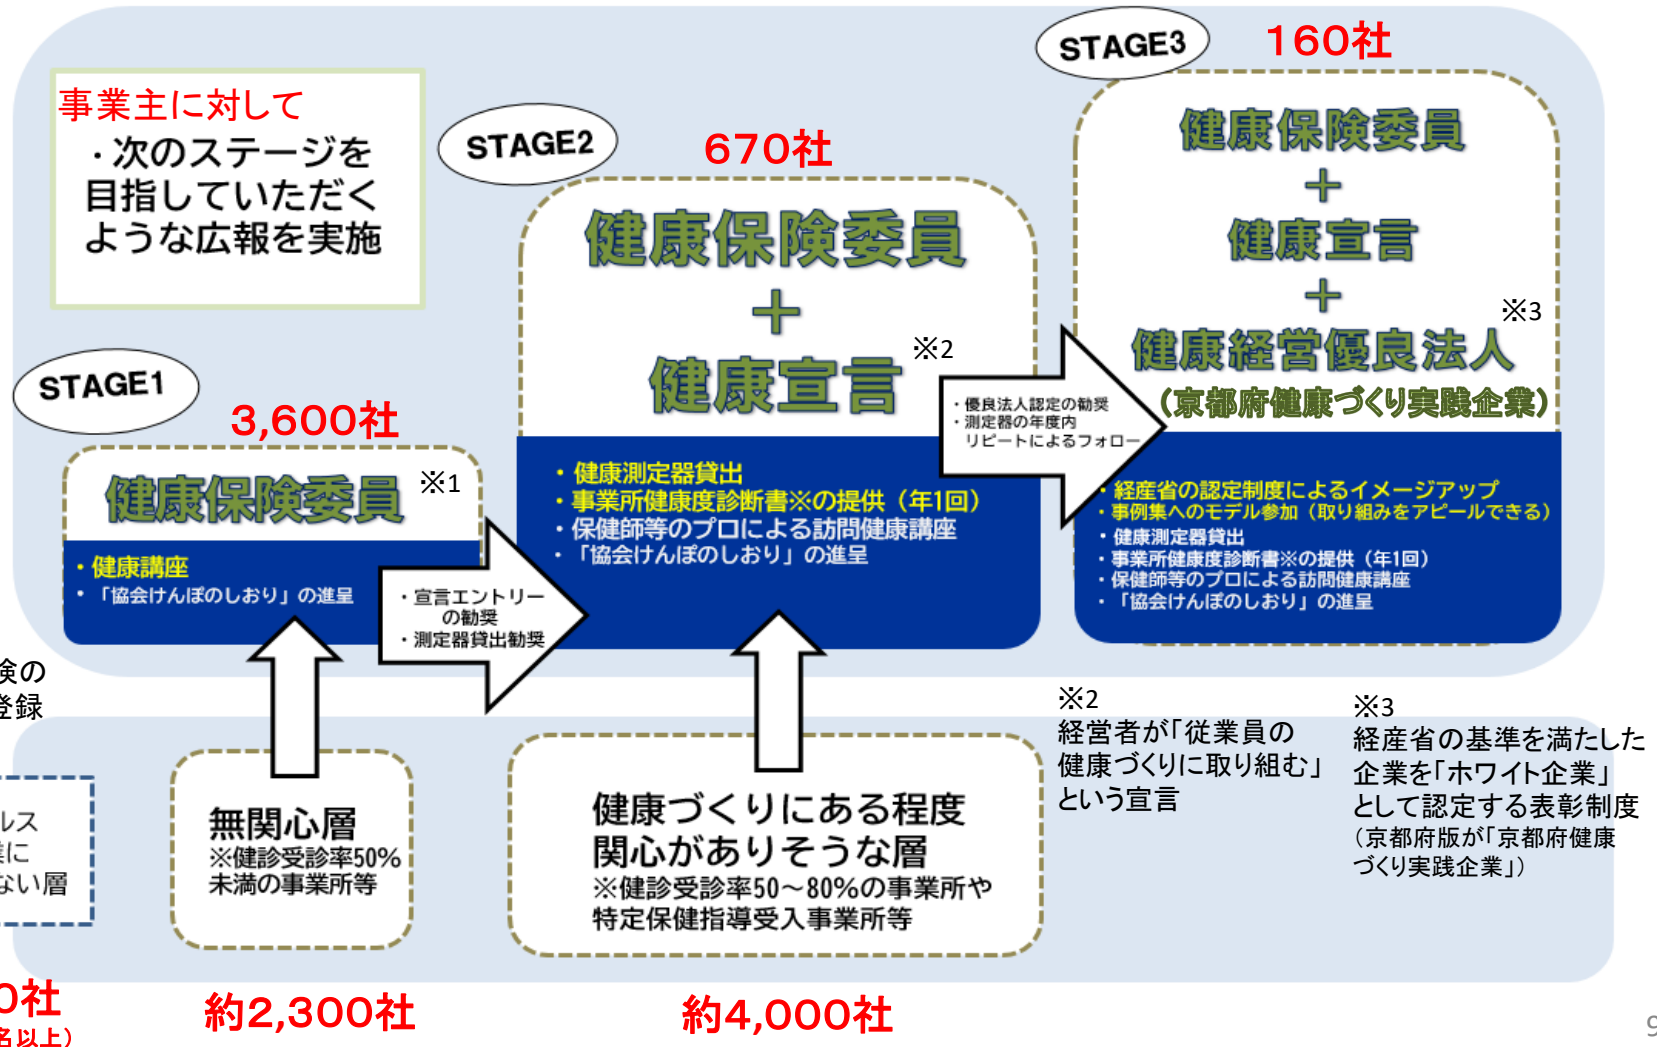 事業主に対して
・次のステージを
目指していただく
ような広報を実施
STAGE1
3,600社
健康保険委員 ※1
・健康講座
・「協会けんぽのしおり」の進呈
・宣言エントリー
の勧奨
・測定器貸出勧奨
STAGE2
670社
健康保険委員
＋
健康宣言 ※2
・健康測定器貸出
・事業所健康度診断書※の提供（年1回）
・保健師等のプロによる訪問健康講座
・「協会けんぽのしおり」の進呈
・優良法人認定の勧奨
・測定器の年度内
リピートによるフォロー
STAGE3
160社
健康保険委員
＋
健康宣言
＋
健康経営優良法人 ※3
（京都府健康づくり実践企業）
・経産省の認定制度によるイメージアップ
・事例集へのモデル参加（取り組みをアピールできる）
・健康測定器貸出
・事業所健康度診断書※の提供（年1回）
・保健師等のプロによる訪問健康講座
・「協会けんぽのしおり」の進呈
険の
登録
ルス
業に
ない層
0社
名以上）
無関心層
※健診受診率50%
未満の事業所等
約2,300社
健康づくりにある程度
関心がありそうな層
※健診受診率50～80%の事業所や
特定保健指導受入事業所等
約4,000社
※2
経営者が「従業員の
健康づくりに取り組む」
という宣言
※3
経産省の基準を満たした
企業を「ホワイト企業」
として認定する表彰制度
（京都府版が「京都府健康
づくり実践企業」）
9